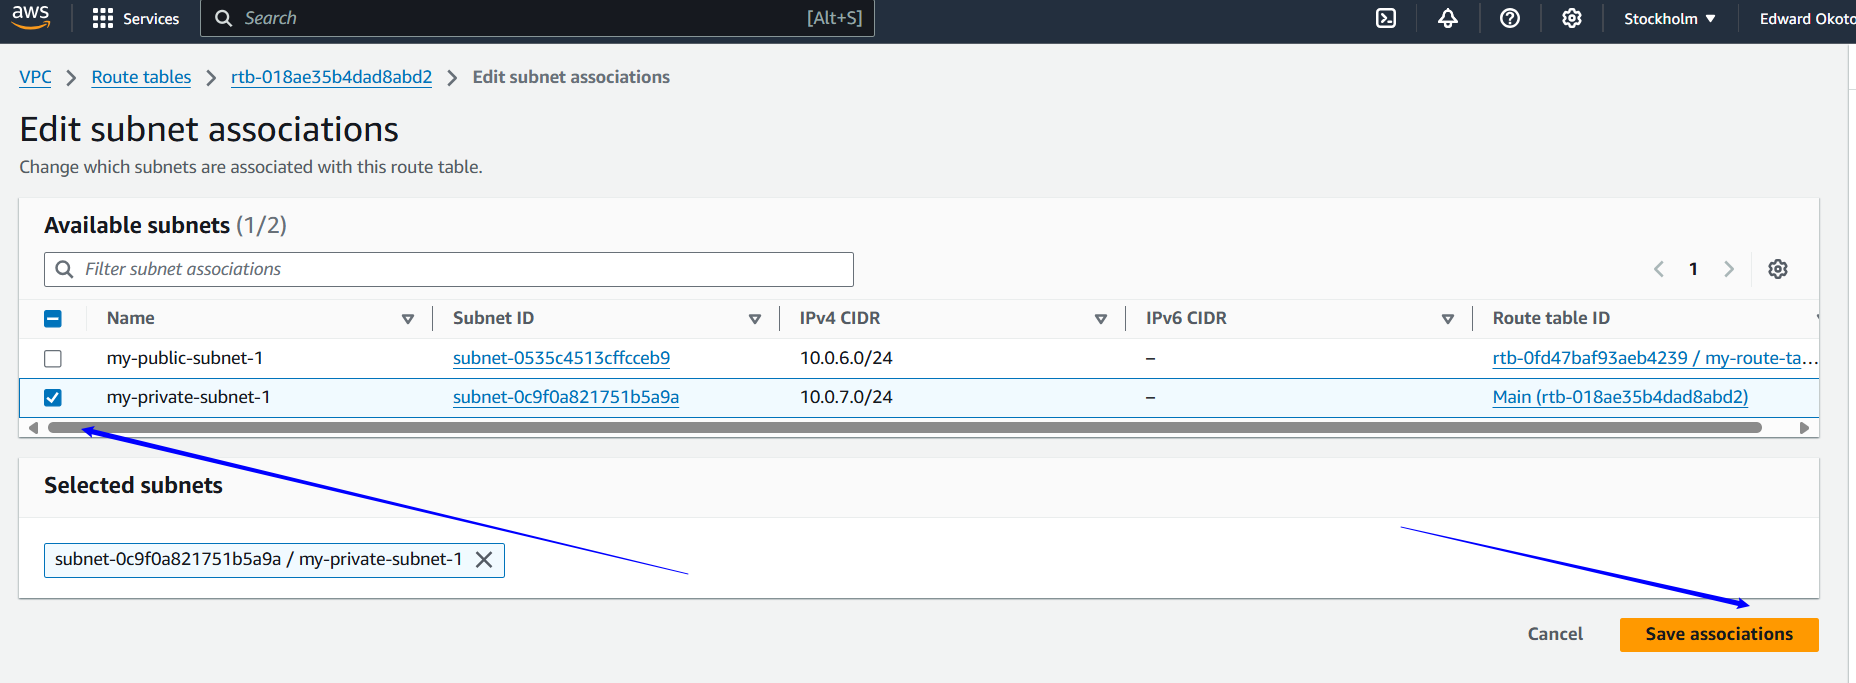 aws Services Search [Alt+S] Stockholm Edward Okoto
VPC Route tables rtb-018ae35b4dad8abd2 Edit subnet associations
Edit subnet associations
Change which subnets are associated with this route table.
Available subnets (1/2)
Filter subnet associations 1
Name Subnet ID IPv4 CIDR IPv6 CIDR Route table ID
my-public-subnet-1 subnet-0535c4513cffcceb9 10.0.6.0/24 – rtb-0fd47baf93aeb4239 / my-route-ta...
my-private-subnet-1 subnet-0c9f0a821751b5a9a 10.0.7.0/24 – Main (rtb-018ae35b4dad8abd2)
Selected subnets
subnet-0c9f0a821751b5a9a / my-private-subnet-1
Cancel Save associations